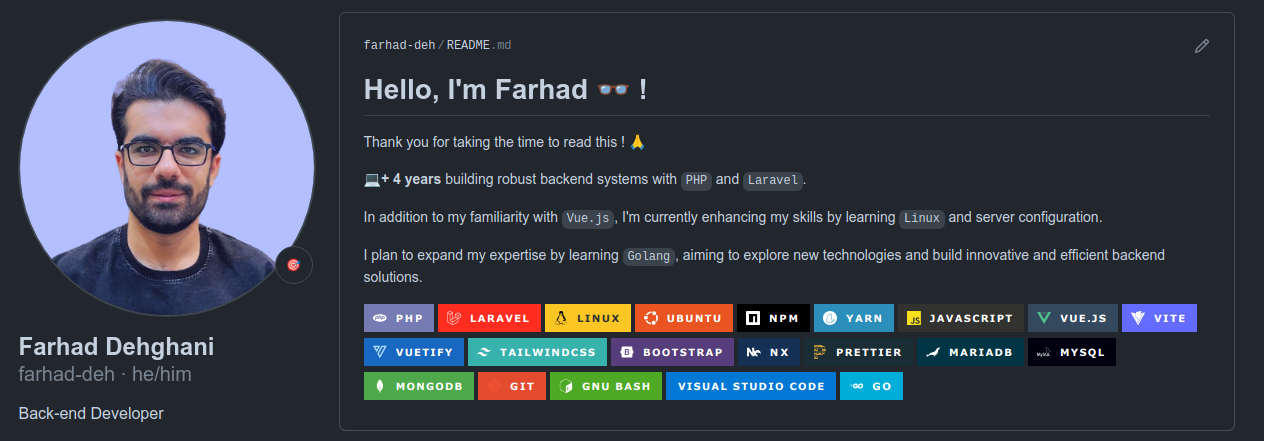 farhad-deh/README.md
Hello, I'm Farhad 👓 !
Thank you for taking the time to read this ! 🙏
💻+ 4 years building robust backend systems with PHP and Laravel.
In addition to my familiarity with Vue.js, I'm currently enhancing my skills by learning Linux and server configuration.
I plan to expand my expertise by learning Golang, aiming to explore new technologies and build innovative and efficient backend
solutions.
php PHP LARAVEL LINUX UBUNTU NPM YARN JS JAVASCRIPT VUE.JS VITE
VUETIFY TAILWINDCSS B BOOTSTRAP Nx NX PRETTIER MARIADB MySQL MYSQL
MONGODB GIT GNU BASH VISUAL STUDIO CODE GO GO
Farhad Dehghani
farhad-deh · he/him
Back-end Developer